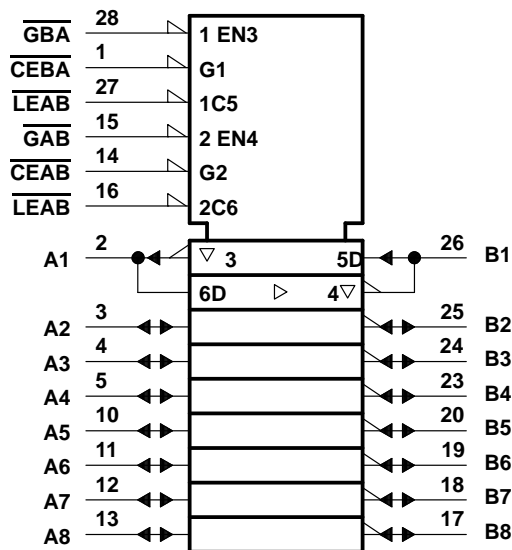 GBA 28 1 EN3
CEBA 1 G1
LEAB 27 1C5
GAB 15 2 EN4
CEAB 14 G2
LEAB 16 2C6
A1 2 3 5D 26 B1
6D 4
A2 3 25 B2
A3 4 24 B3
A4 5 23 B4
A5 10 20 B5
A6 11 19 B6
A7 12 18 B7
A8 13 17 B8